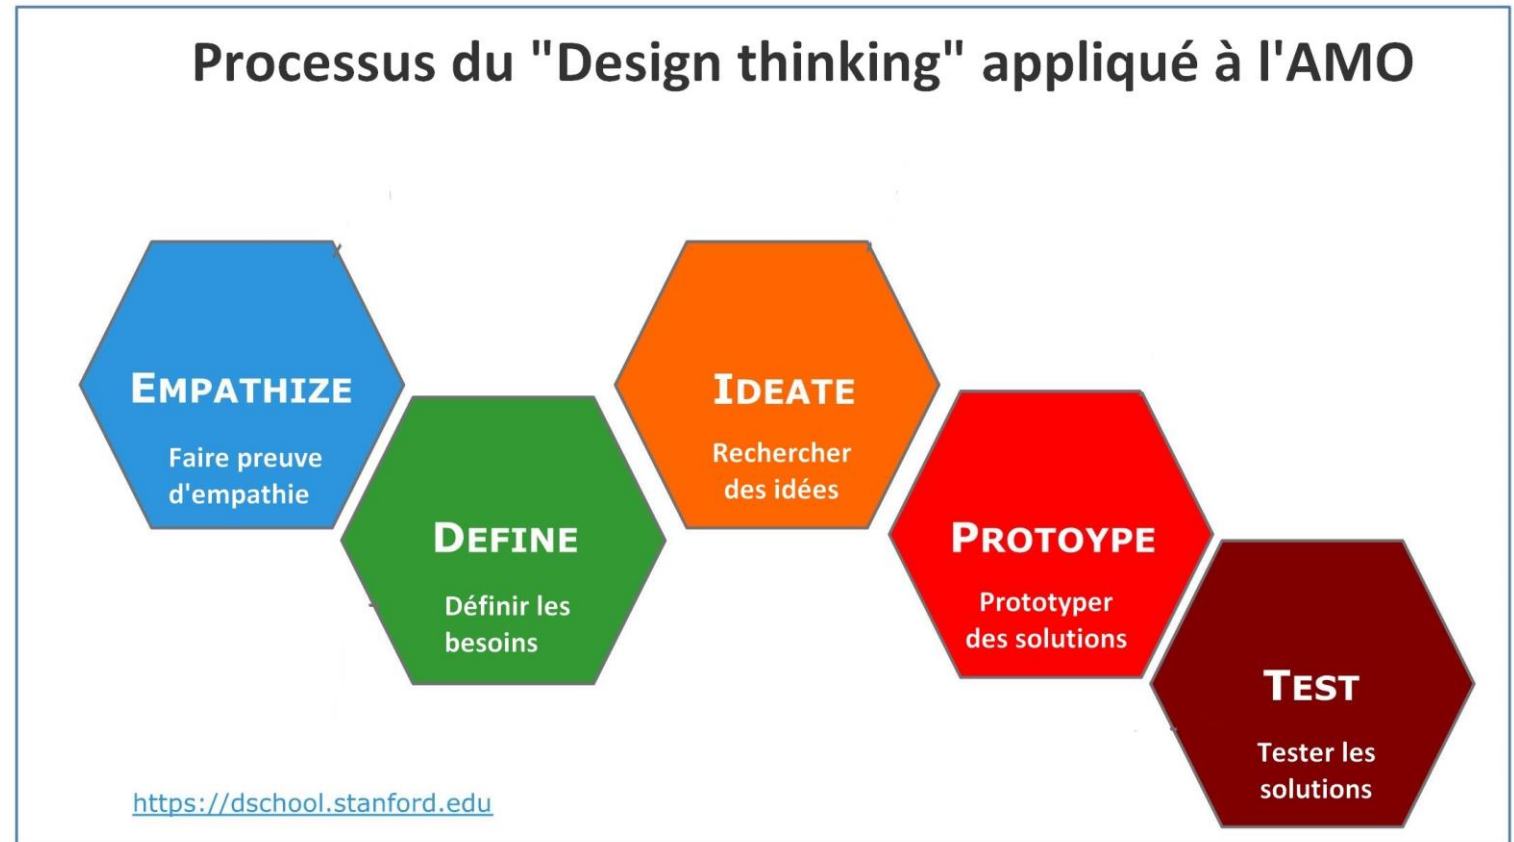 Processus du "Design thinking" appliqué à l'AMO
EMPATHIZE
Faire preuve
d'empathie
DEFINE
Définir les
besoins
IDEATE
Rechercher
des idées
PROTOYPE
Prototyper
des solutions
TEST
Tester les
solutions
https://dschool.stanford.edu